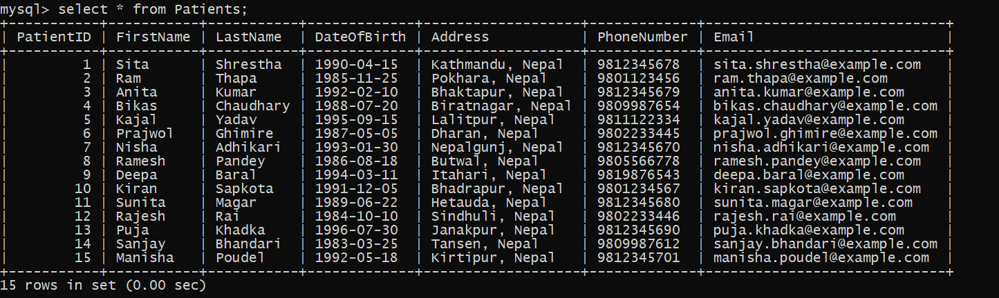 mysql> select * from Patients;
+-----------+-----------+----------+-------------+-------------------+-------------+-----------------------------+
| PatientID | FirstName | LastName | DateOfBirth | Address           | PhoneNumber | Email                       |
+-----------+-----------+----------+-------------+-------------------+-------------+-----------------------------+
|         1 | Sita      | Shrestha | 1990-04-15  | Kathmandu, Nepal  | 9812345678  | sita.shrestha@example.com   |
|         2 | Ram       | Thapa    | 1985-11-25  | Pokhara, Nepal    | 9801123456  | ram.thapa@example.com       |
|         3 | Anita     | Kumar    | 1992-02-10  | Bhaktapur, Nepal  | 9812345679  | anita.kumar@example.com     |
|         4 | Bikas     | Chaudhary | 1988-07-20  | Biratnagar, Nepal | 9809987654  | bikas.chaudhary@example.com |
|         5 | Kajal     | Yadav    | 1995-09-15  | Lalitpur, Nepal   | 9811122334  | kajal.yadav@example.com     |
|         6 | Prajwol   | Ghimire  | 1987-05-05  | Dharan, Nepal     | 9802233445  | prajwol.ghimire@example.com |
|         7 | Nisha     | Adhikari | 1993-01-30  | Nepalgunj, Nepal  | 9812345670  | nisha.adhikari@example.com  |
|         8 | Ramesh    | Pandey   | 1986-08-18  | Butwal, Nepal     | 9805566778  | ramesh.pandey@example.com   |
|         9 | Deepa     | Baral    | 1994-03-11  | Itahari, Nepal    | 9819876543  | deepa.baral@example.com     |
|        10 | Kiran     | Sapkota  | 1991-12-05  | Bhadrapur, Nepal  | 9801234567  | kiran.sapkota@example.com   |
|        11 | Sunita    | Magar    | 1989-06-22  | Hetauda, Nepal    | 9812345680  | sunita.magar@example.com    |
|        12 | Rajesh    | Rai      | 1984-10-10  | Sindhuli, Nepal   | 9802233446  | rajesh.rai@example.com      |
|        13 | Puja      | Khadka   | 1996-07-30  | Janakpur, Nepal   | 9812345690  | puja.khadka@example.com     |
|        14 | Sanjay    | Bhandari | 1983-03-25  | Tansen, Nepal     | 9809987612  | sanjay.bhandari@example.com |
|        15 | Manisha   | Poudel   | 1992-05-18  | Kirtipur, Nepal   | 9812345701  | manisha.poudel@example.com  |
+-----------+-----------+----------+-------------+-------------------+-------------+-----------------------------+
15 rows in set (0.00 sec)